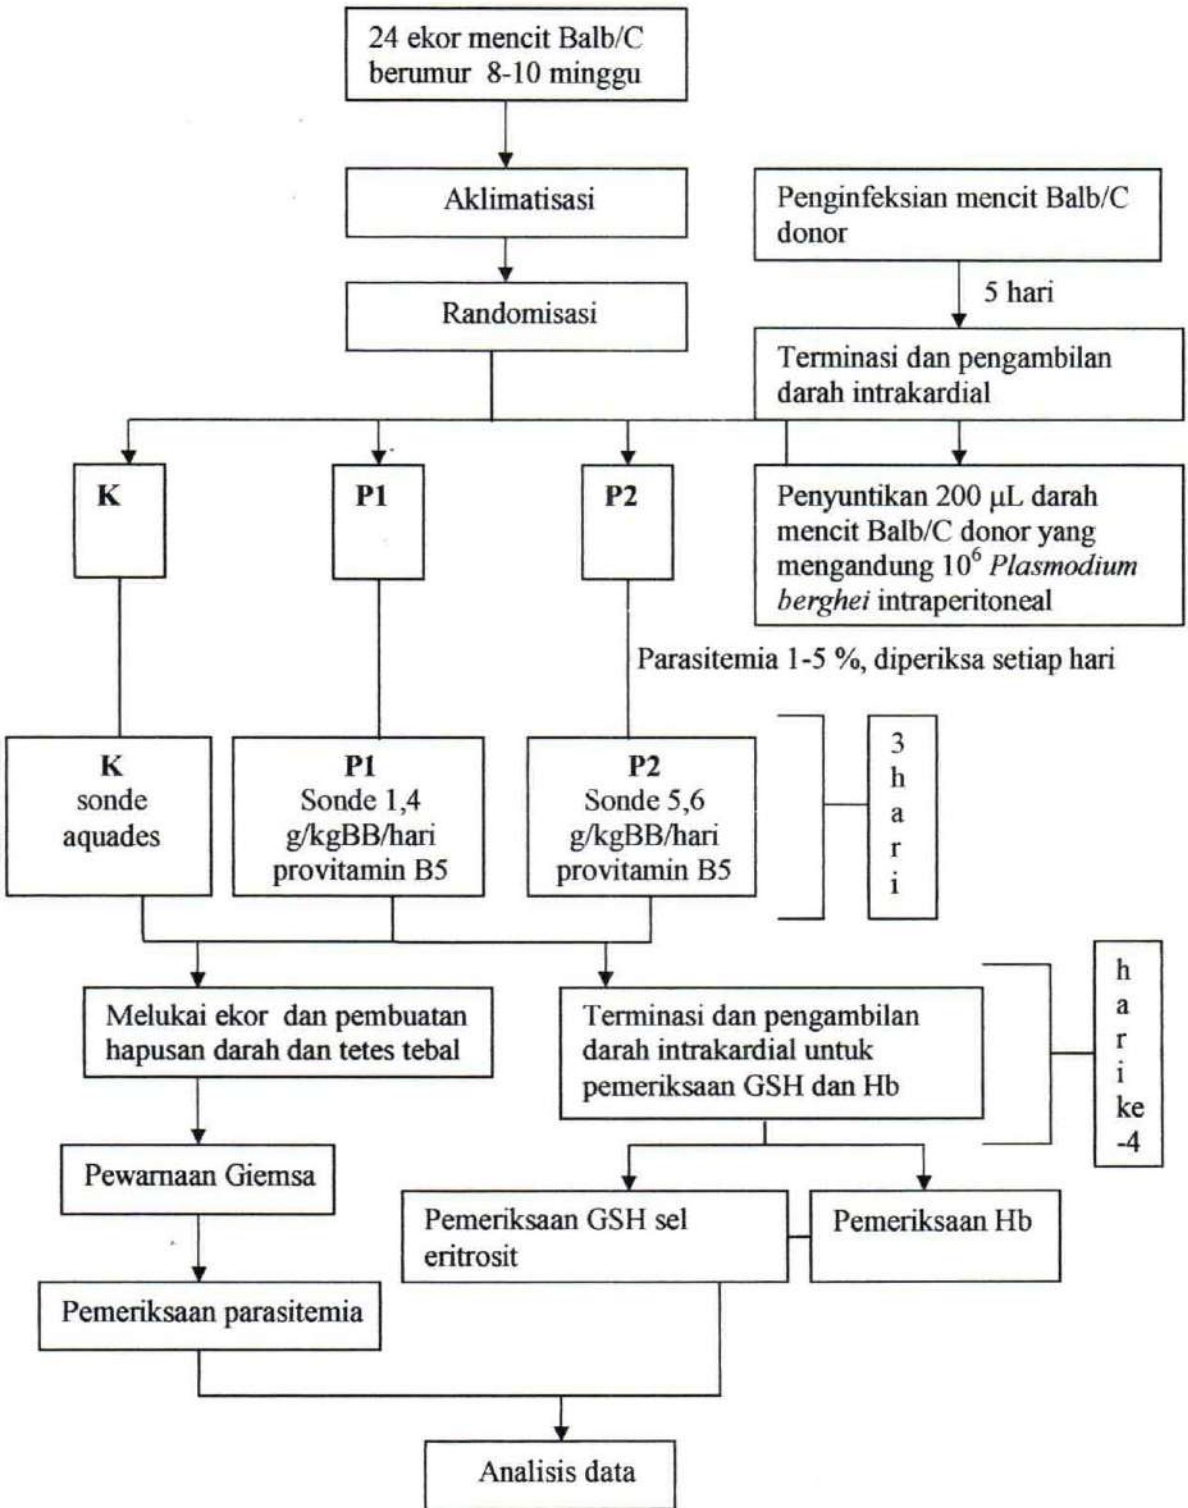 24 ekor mencit Balb/C
berumur 8-10 minggu
Aklimatisasi
Penginfeksian mencit Balb/C
donor
5 hari
Randomisasi
Terminasi dan pengambilan
darah intrakardial
K
P1
P2
Penyuntikan 200 μL darah
mencit Balb/C donor yang
mengandung 10⁶ Plasmodium
berghei intraperitoneal
Parasitemia 1-5 %, diperiksa setiap hari
K
sonde
aquades
P1
Sonde 1,4
g/kgBB/hari
provitamin B5
P2
Sonde 5,6
g/kgBB/hari
provitamin B5
3
h
a
r
i
Melukai ekor dan pembuatan
hapusan darah dan tetes tebal
Terminasi dan pengambilan
darah intrakardial untuk
pemeriksaan GSH dan Hb
h
a
r
i
ke
-4
Pewarnaan Giemsa
Pemeriksaan GSH sel
eritrosit
Pemeriksaan Hb
Pemeriksaan parasitemia
Analisis data